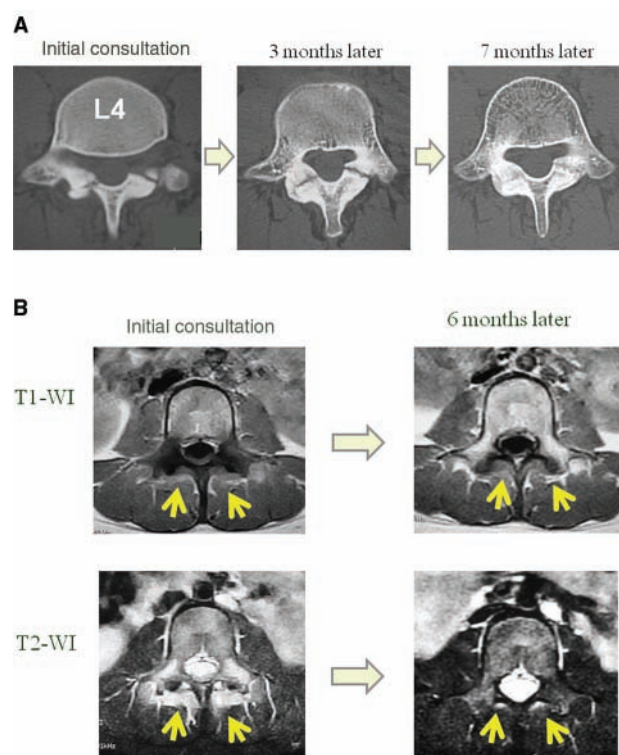 A
Initial consultation
3 months later
7 months later
L4
B
Initial consultation
6 months later
T1-WI
T2-WI